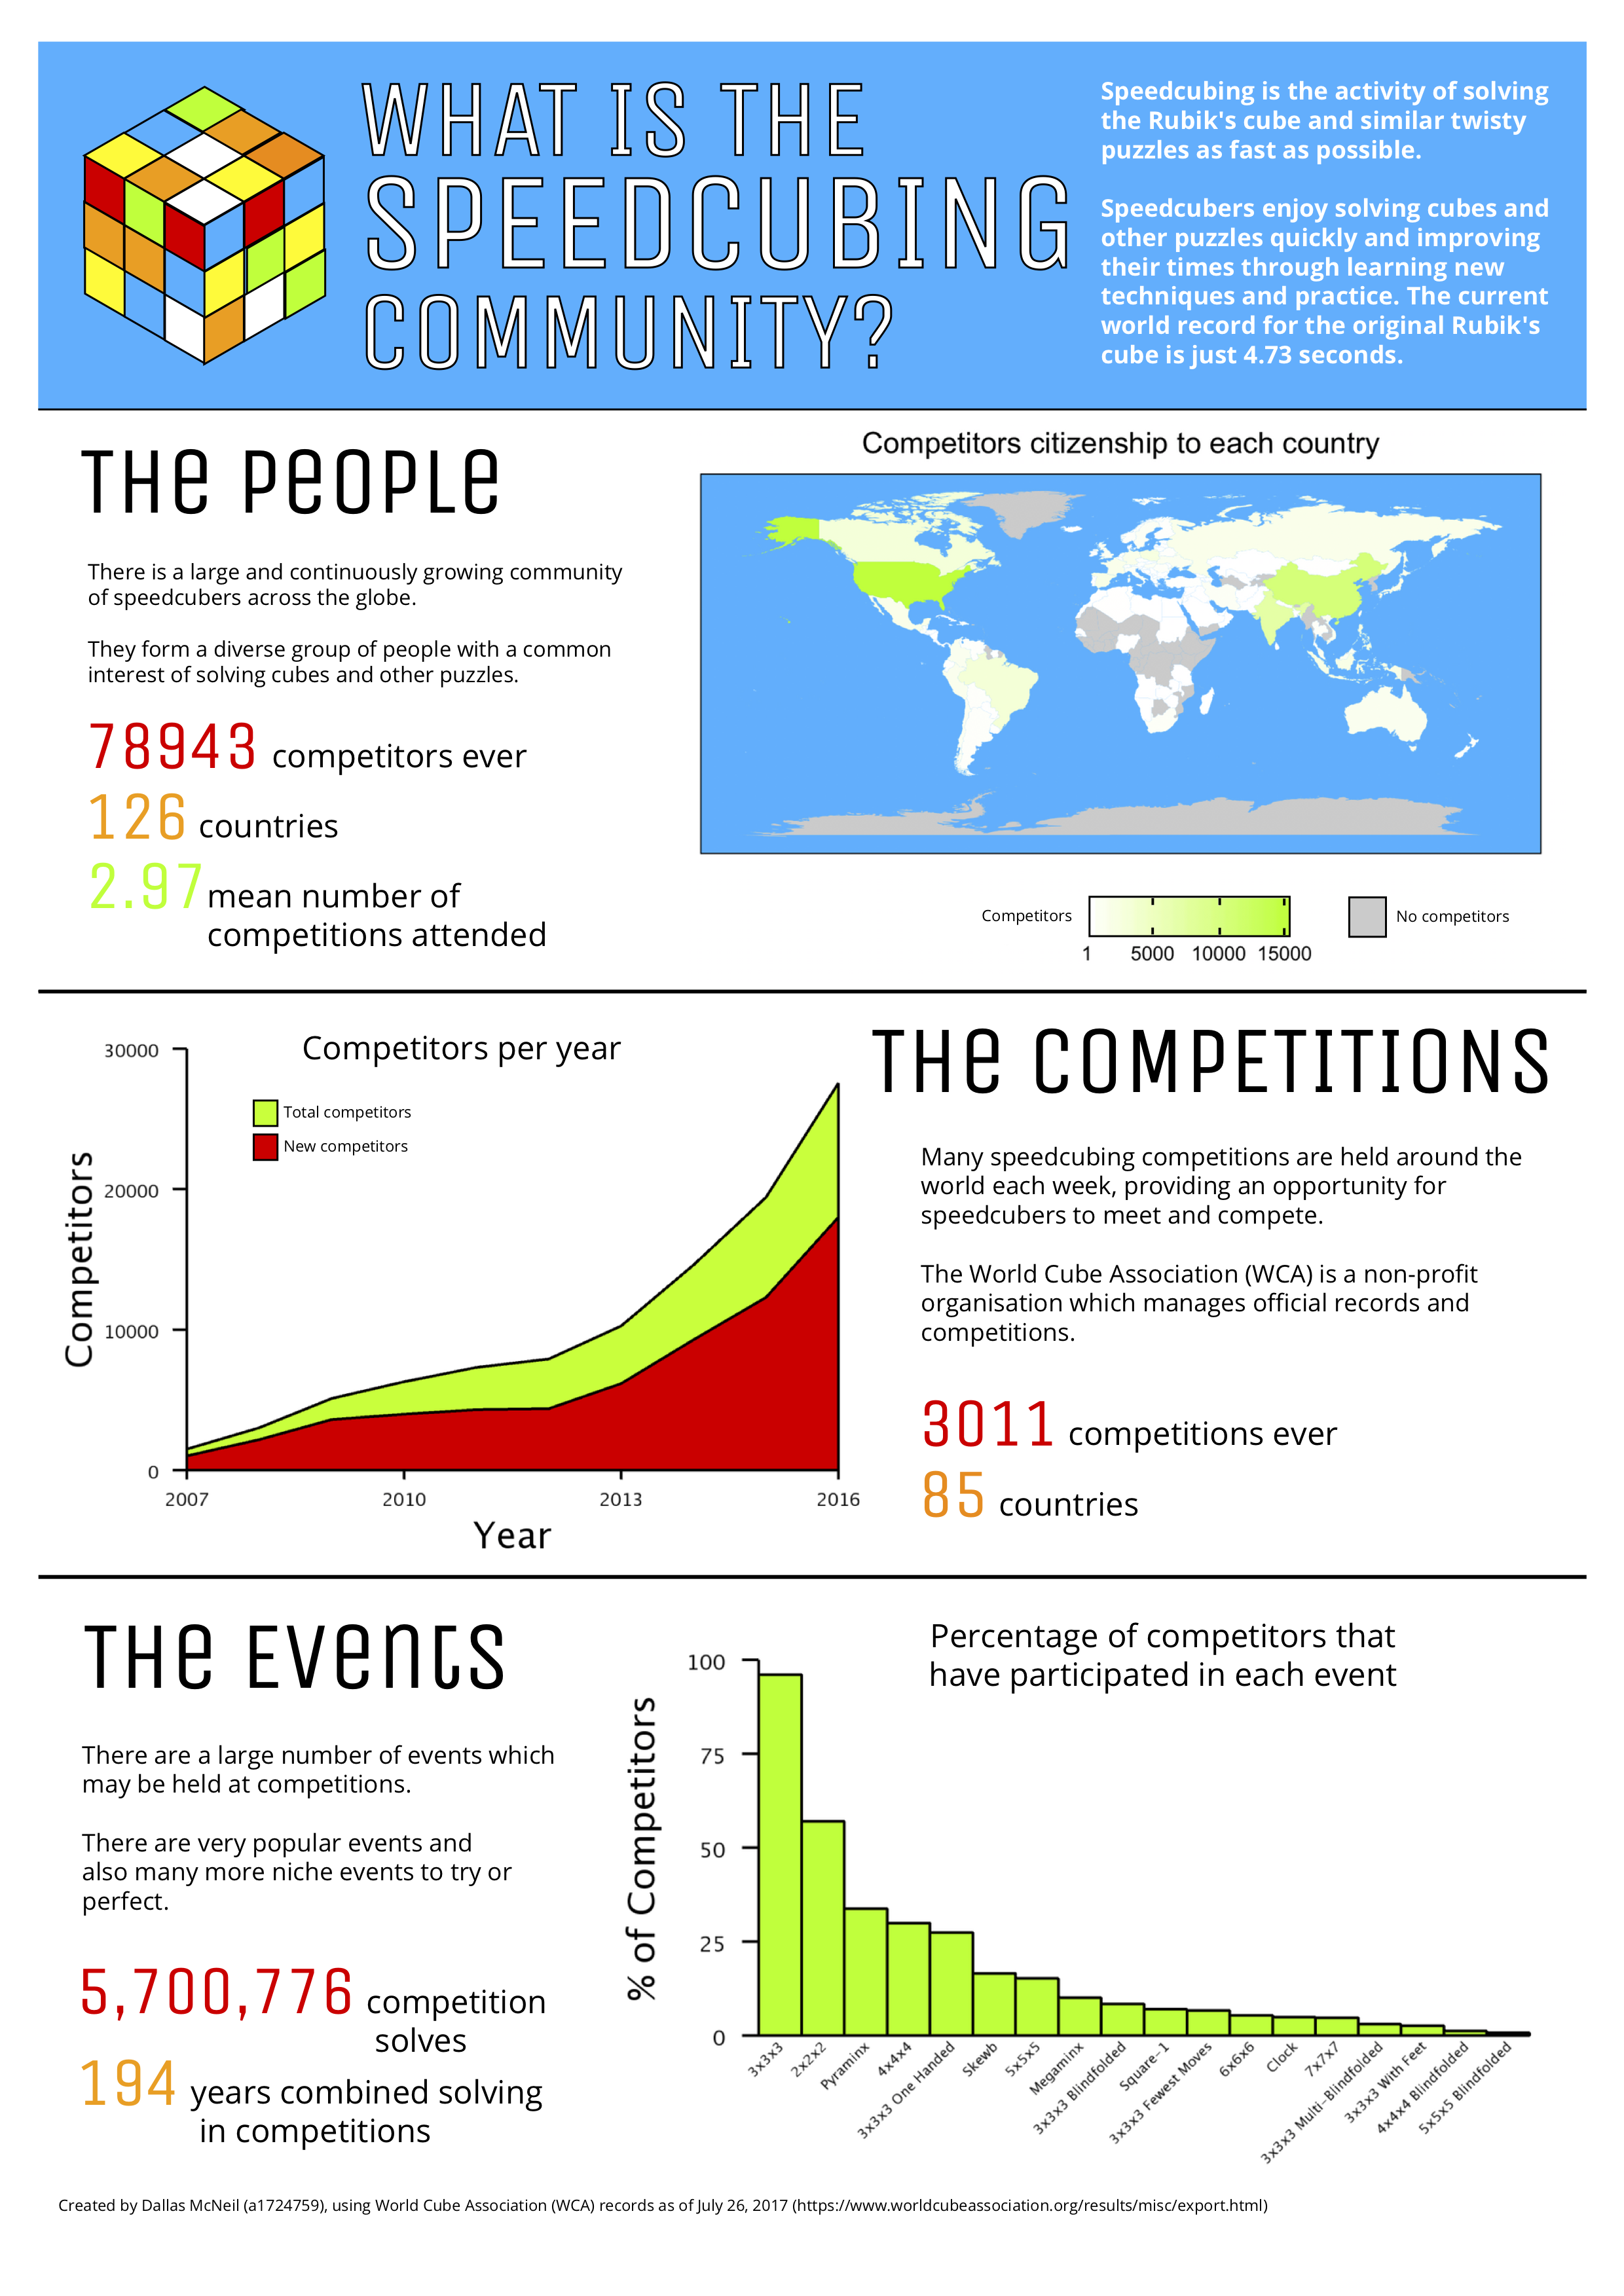 WHAT IS THE
SPEEDCUBING
COMMUNITY?
Speedcubing is the activity of solving
the Rubik's cube and similar twisty
puzzles as fast as possible.
Speedcubers enjoy solving cubes and
other puzzles quickly and improving
their times through learning new
techniques and practice. The current
world record for the original Rubik's
cube is just 4.73 seconds.
THe PeOPLe
There is a large and continuously growing community
of speedcubers across the globe.
They form a diverse group of people with a common
interest of solving cubes and other puzzles.
78943 competitors ever
126 countries
2.97 mean number of
competitions attended
Competitors citizenship to each country
Competitors
1 5000 10000 15000
No competitors
Competitors per year
Total competitors
New competitors
Competitors
30000
20000
10000
0
2007 2010 2013 2016
Year
THe COMPETITIONS
Many speedcubing competitions are held around the
world each week, providing an opportunity for
speedcubers to meet and compete.
The World Cube Association (WCA) is a non-profit
organisation which manages official records and
competitions.
3011 competitions ever
85 countries
THe EVenTS
There are a large number of events which
may be held at competitions.
There are very popular events and
also many more niche events to try or
perfect.
5,700,776 competition
solves
194 years combined solving
in competitions
Percentage of competitors that
have participated in each event
% of Competitors
100
75
50
25
0
3x3x3
2x2x2
Pyraminx
4x4x4
3x3x3 One Handed
Skewb
5x5x5
Megaminx
3x3x3 Blindfolded
Square-1
3x3x3 Fewest Moves
6x6x6
Clock
7x7x7
3x3x3 Multi-Blindfolded
3x3x3 With Feet
4x4x4 Blindfolded
5x5x5 Blindfolded
Created by Dallas McNeil (a1724759), using World Cube Association (WCA) records as of July 26, 2017 (https://www.worldcubeassociation.org/results/misc/export.html)